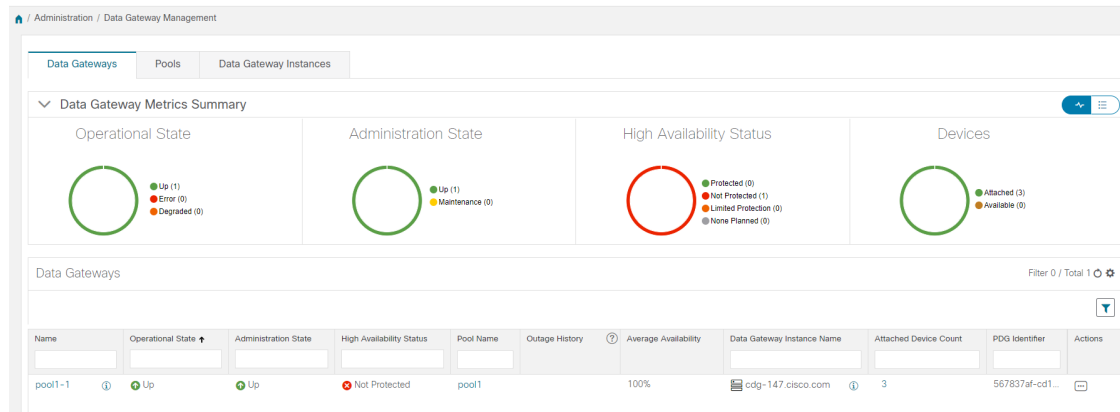 / Administration / Data Gateway Management
Data Gateways Pools Data Gateway Instances
Data Gateway Metrics Summary
Operational State Administration State High Availability Status Devices
Up (1)
Error (0)
Degraded (0)
Up (1)
Maintenance (0)
Protected (0)
Not Protected (1)
Limited Protection (0)
None Planned (0)
Attached (3)
Available (0)
Data Gateways Filter 0 / Total 1
Name Operational State Administration State High Availability Status Pool Name Outage History ? Average Availability Data Gateway Instance Name Attached Device Count PDG Identifier Actions
pool1-1 i Up Up Not Protected pool1 100% cdg-147.cisco.com i 3 567837af-cd1... ...